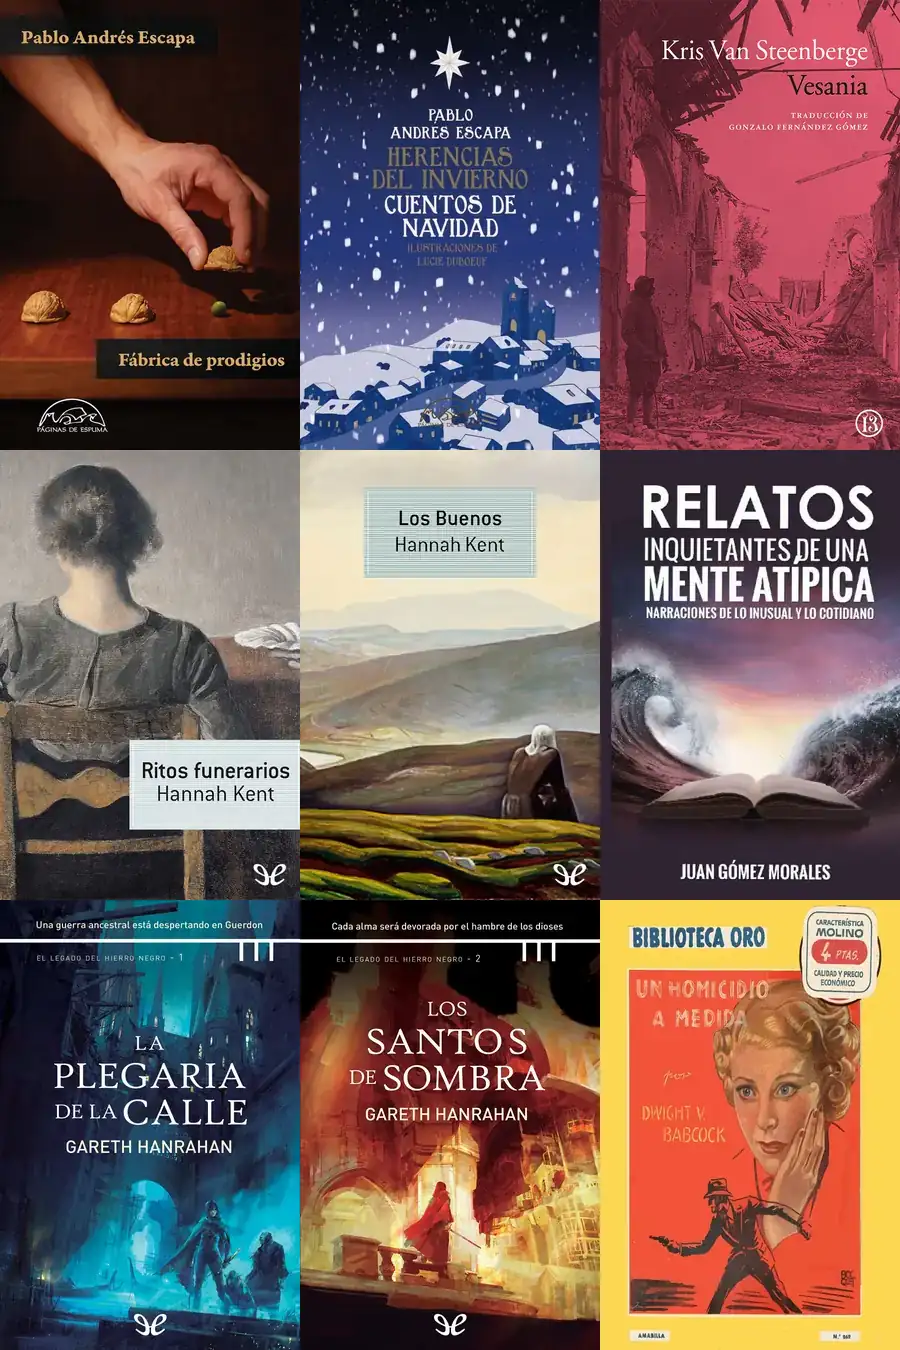 Pablo Andrés Escapa
Fábrica de prodigios
PÁGINAS DE ESPUMA
PABLO
ANDRÉS ESCAPA
HERENCIAS
DEL INVIERNO
CUENTOS DE
NAVIDAD
ILUSTRACIONES DE
LUCIE DUBOEUF
Kris Van Steenberge
Vesania
TRADUCCIÓN DE
GONZALO FERNÁNDEZ GÓMEZ
13
Ritos funerarios
Hannah Kent
Los Buenos
Hannah Kent
RELATOS
INQUIETANTES DE UNA
MENTE ATÍPICA
NARRACIONES DE LO INUSUAL Y LO COTIDIANO
JUAN GÓMEZ MORALES
Una guerra ancestral está despertando en Guerdon
EL LEGADO DEL HIERRO NEGRO - 1
LA
PLEGARIA
DE LA CALLE
GARETH HANRAHAN
Cada alma será devorada por el hambre de los dioses
EL LEGADO DEL HIERRO NEGRO - 2
LOS
SANTOS
DE SOMBRA
GARETH HANRAHAN
BIBLIOTECA ORO
CARACTERÍSTICA
MOLINO
4 PTAS.
CALIDAD Y PRECIO
ECONÓMICO
UN HOMICIDIO
A MEDIDA
por
DWIGHT V.
BABCOCK
AMARILLA